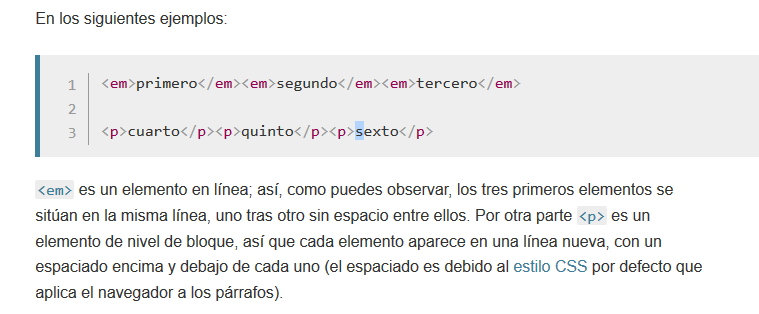 En los siguientes ejemplos:
1 <em>primero</em><em>segundo</em><em>tercero</em>
2
3 <p>cuarto</p><p>quinto</p><p>sexto</p>
<em> es un elemento en línea; así, como puedes observar, los tres primeros elementos se
sitúan en la misma línea, uno tras otro sin espacio entre ellos. Por otra parte <p> es un
elemento de nivel de bloque, así que cada elemento aparece en una línea nueva, con un
espaciado encima y debajo de cada uno (el espaciado es debido al estilo CSS por defecto que
aplica el navegador a los párrafos).